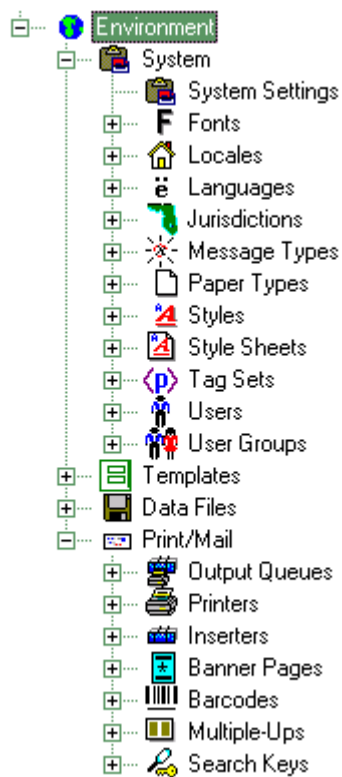 Environment
System
System Settings
Fonts
Locales
Languages
Jurisdictions
Message Types
Paper Types
Styles
Style Sheets
Tag Sets
Users
User Groups
Templates
Data Files
Print/Mail
Output Queues
Printers
Inserters
Banner Pages
Barcodes
Multiple-Ups
Search Keys